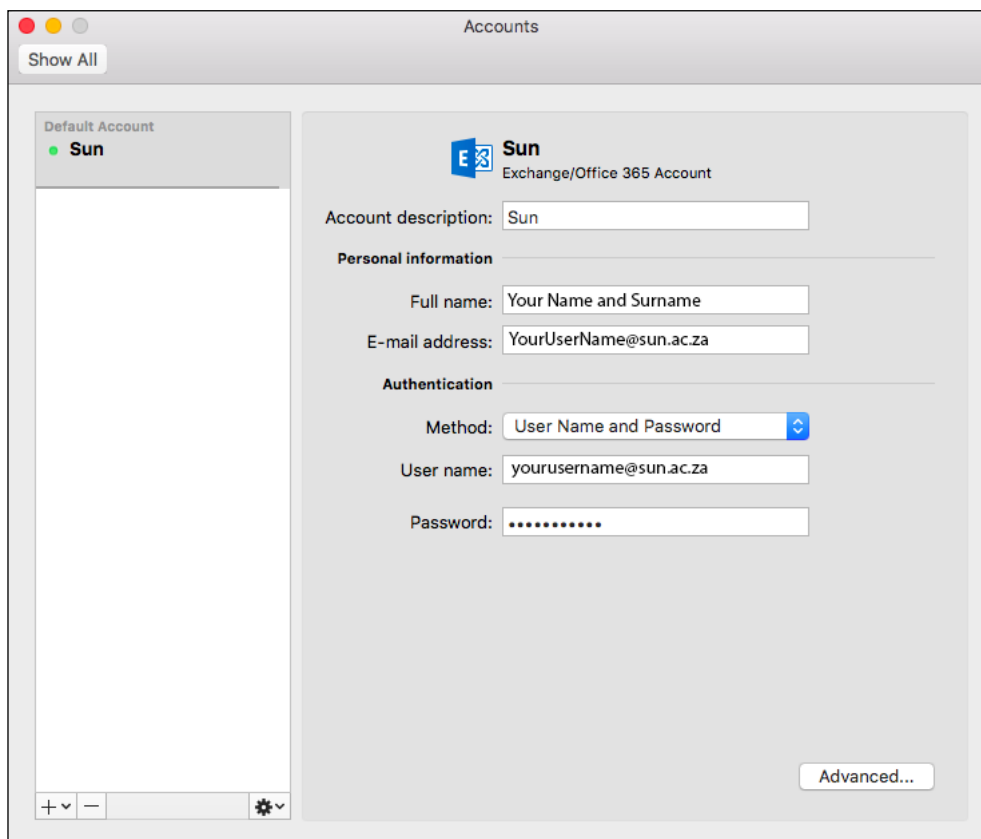 Accounts
Show All
Default Account
Sun
E
Sun
Exchange/Office 365 Account
Account description: Sun
Personal information
Full name: Your Name and Surname
E-mail address: YourUserName@sun.ac.za
Authentication
Method: User Name and Password
User name: yourusername@sun.ac.za
Password: •••••••••••
Advanced...